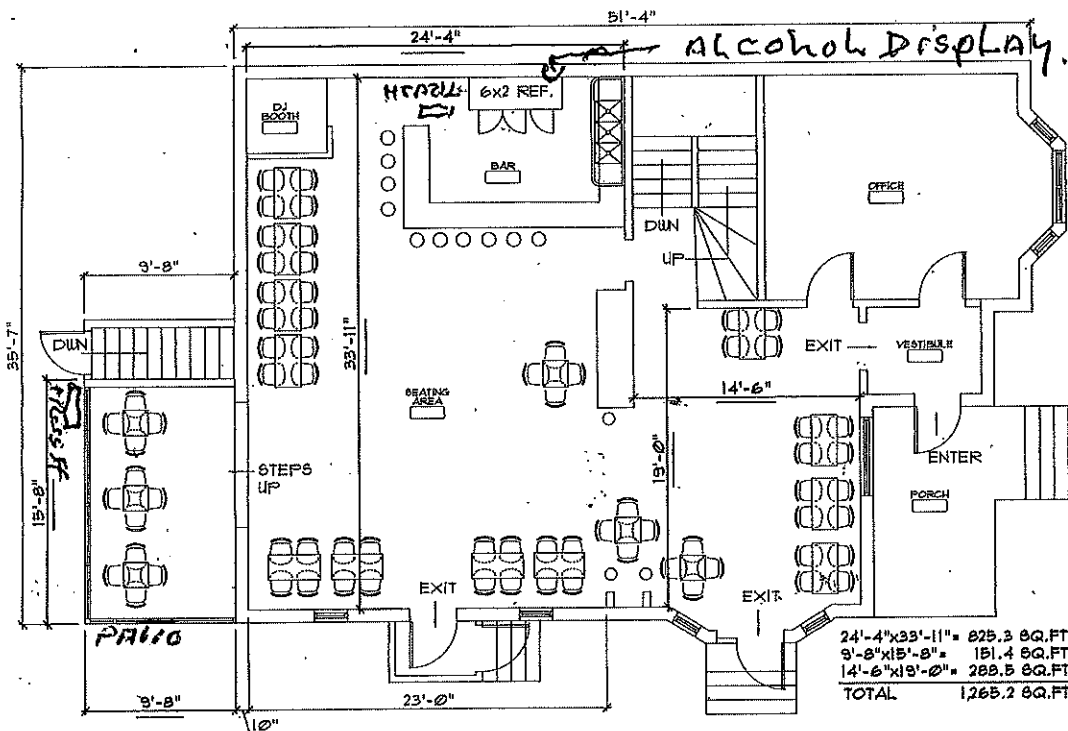 51'-4"
24'-4"
ALcohoL DispLAY.
6x2 REF.
DJ
BOOTH
BAR
OFFICE
DWN
UP
9'-8"
35'-7"
DWN
33'-11"
EXIT
VESTIBULE
14'-6"
SEATING
AREA
STEPS
UP
15'-8"
19'-0"
ENTER
PORCH
EXIT
EXIT
PATIO
24'-4"x33'-11"= 825.3 SQ.FT
9'-8"x15'-8"= 151.4 SQ.FT
14'-6"x19'-0"= 288.5 SQ.FT
TOTAL 1,265.2 SQ.FT
9'-8"
23'-0"
10"